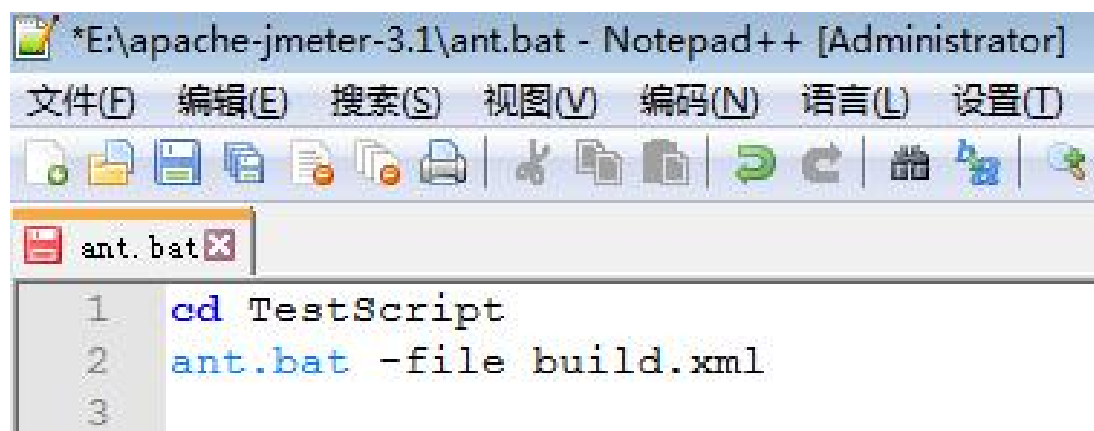 *E:\apache-jmeter-3.1\ant.bat - Notepad++ [Administrator]
文件(F) 编辑(E) 搜索(S) 视图(V) 编码(N) 语言(L) 设置(T)
ant.bat
1 cd TestScript
2 ant.bat -file build.xml
3